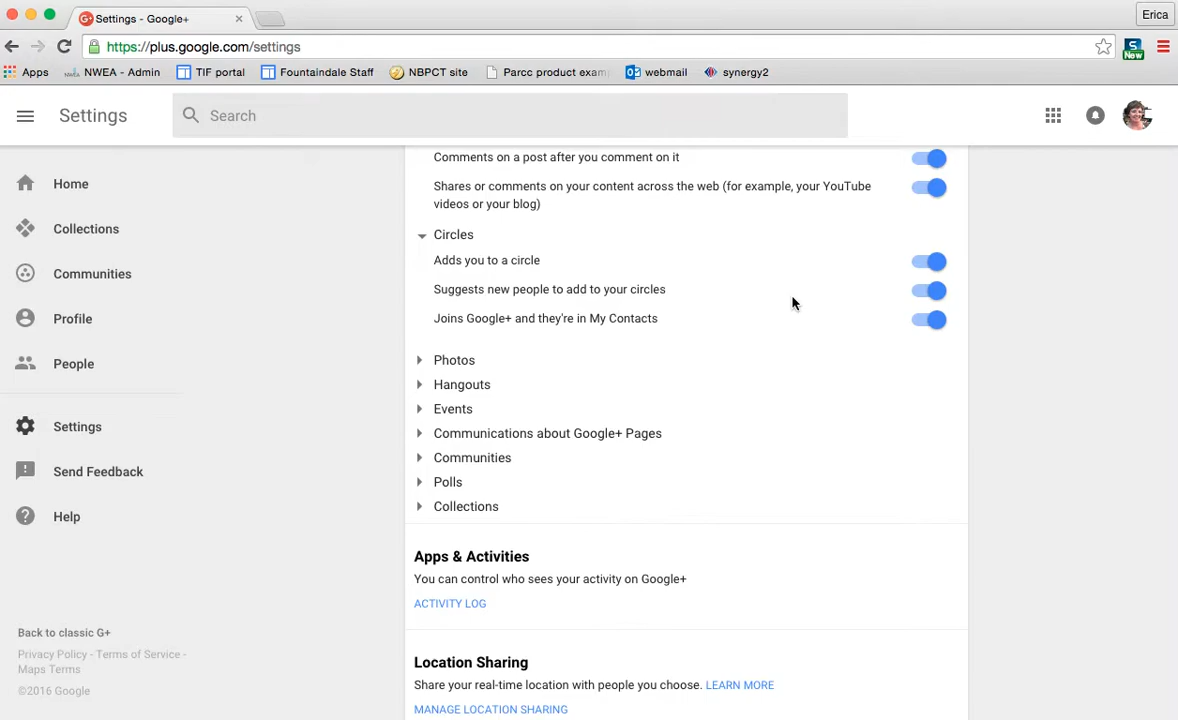 Settings - Google+
Erica
https://plus.google.com/settings
New
Apps
NWEA - Admin
TIF portal
Fountaindale Staff
NBPCT site
Parcc product exam
webmail
synergy2
Settings
Search
Home
Collections
Communities
Profile
People
Settings
Send Feedback
Help
Back to classic G+
Privacy Policy - Terms of Service -
Maps Terms
©2016 Google
Comments on a post after you comment on it
Shares or comments on your content across the web (for example, your YouTube
videos or your blog)
Circles
Adds you to a circle
Suggests new people to add to your circles
Joins Google+ and they're in My Contacts
Photos
Hangouts
Events
Communications about Google+ Pages
Communities
Polls
Collections
Apps & Activities
You can control who sees your activity on Google+
ACTIVITY LOG
Location Sharing
Share your real-time location with people you choose. LEARN MORE
MANAGE LOCATION SHARING